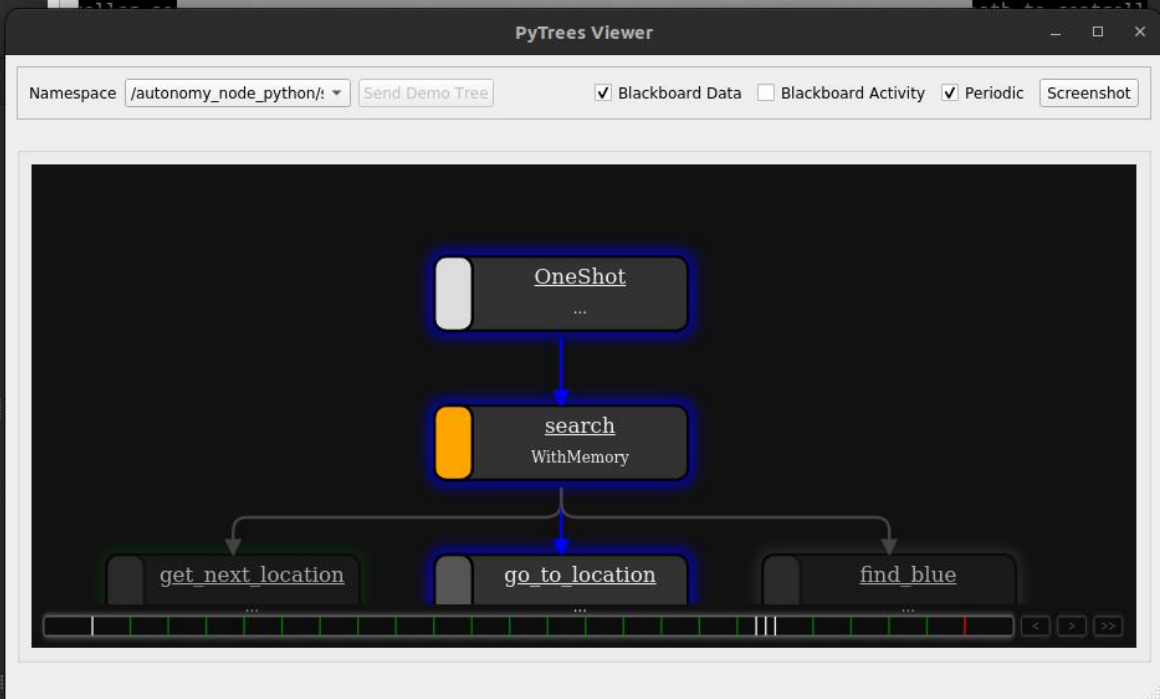 PyTrees Viewer
Namespace /autonomy_node_python/s Send Demo Tree Blackboard Data Blackboard Activity Periodic Screenshot
OneShot
...
search
WithMemory
get_next_location go_to_location find_blue
... ... ...
< > >>